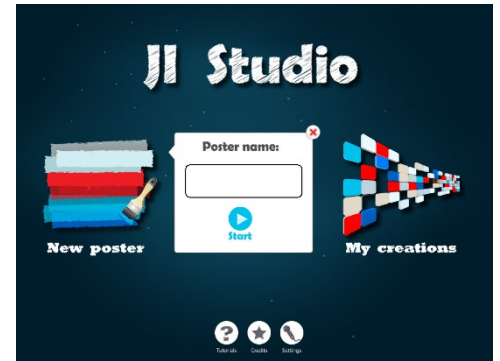 JI Studio
Poster name:
Start
New poster
My creations
?
Tutorials
Credits
Settings